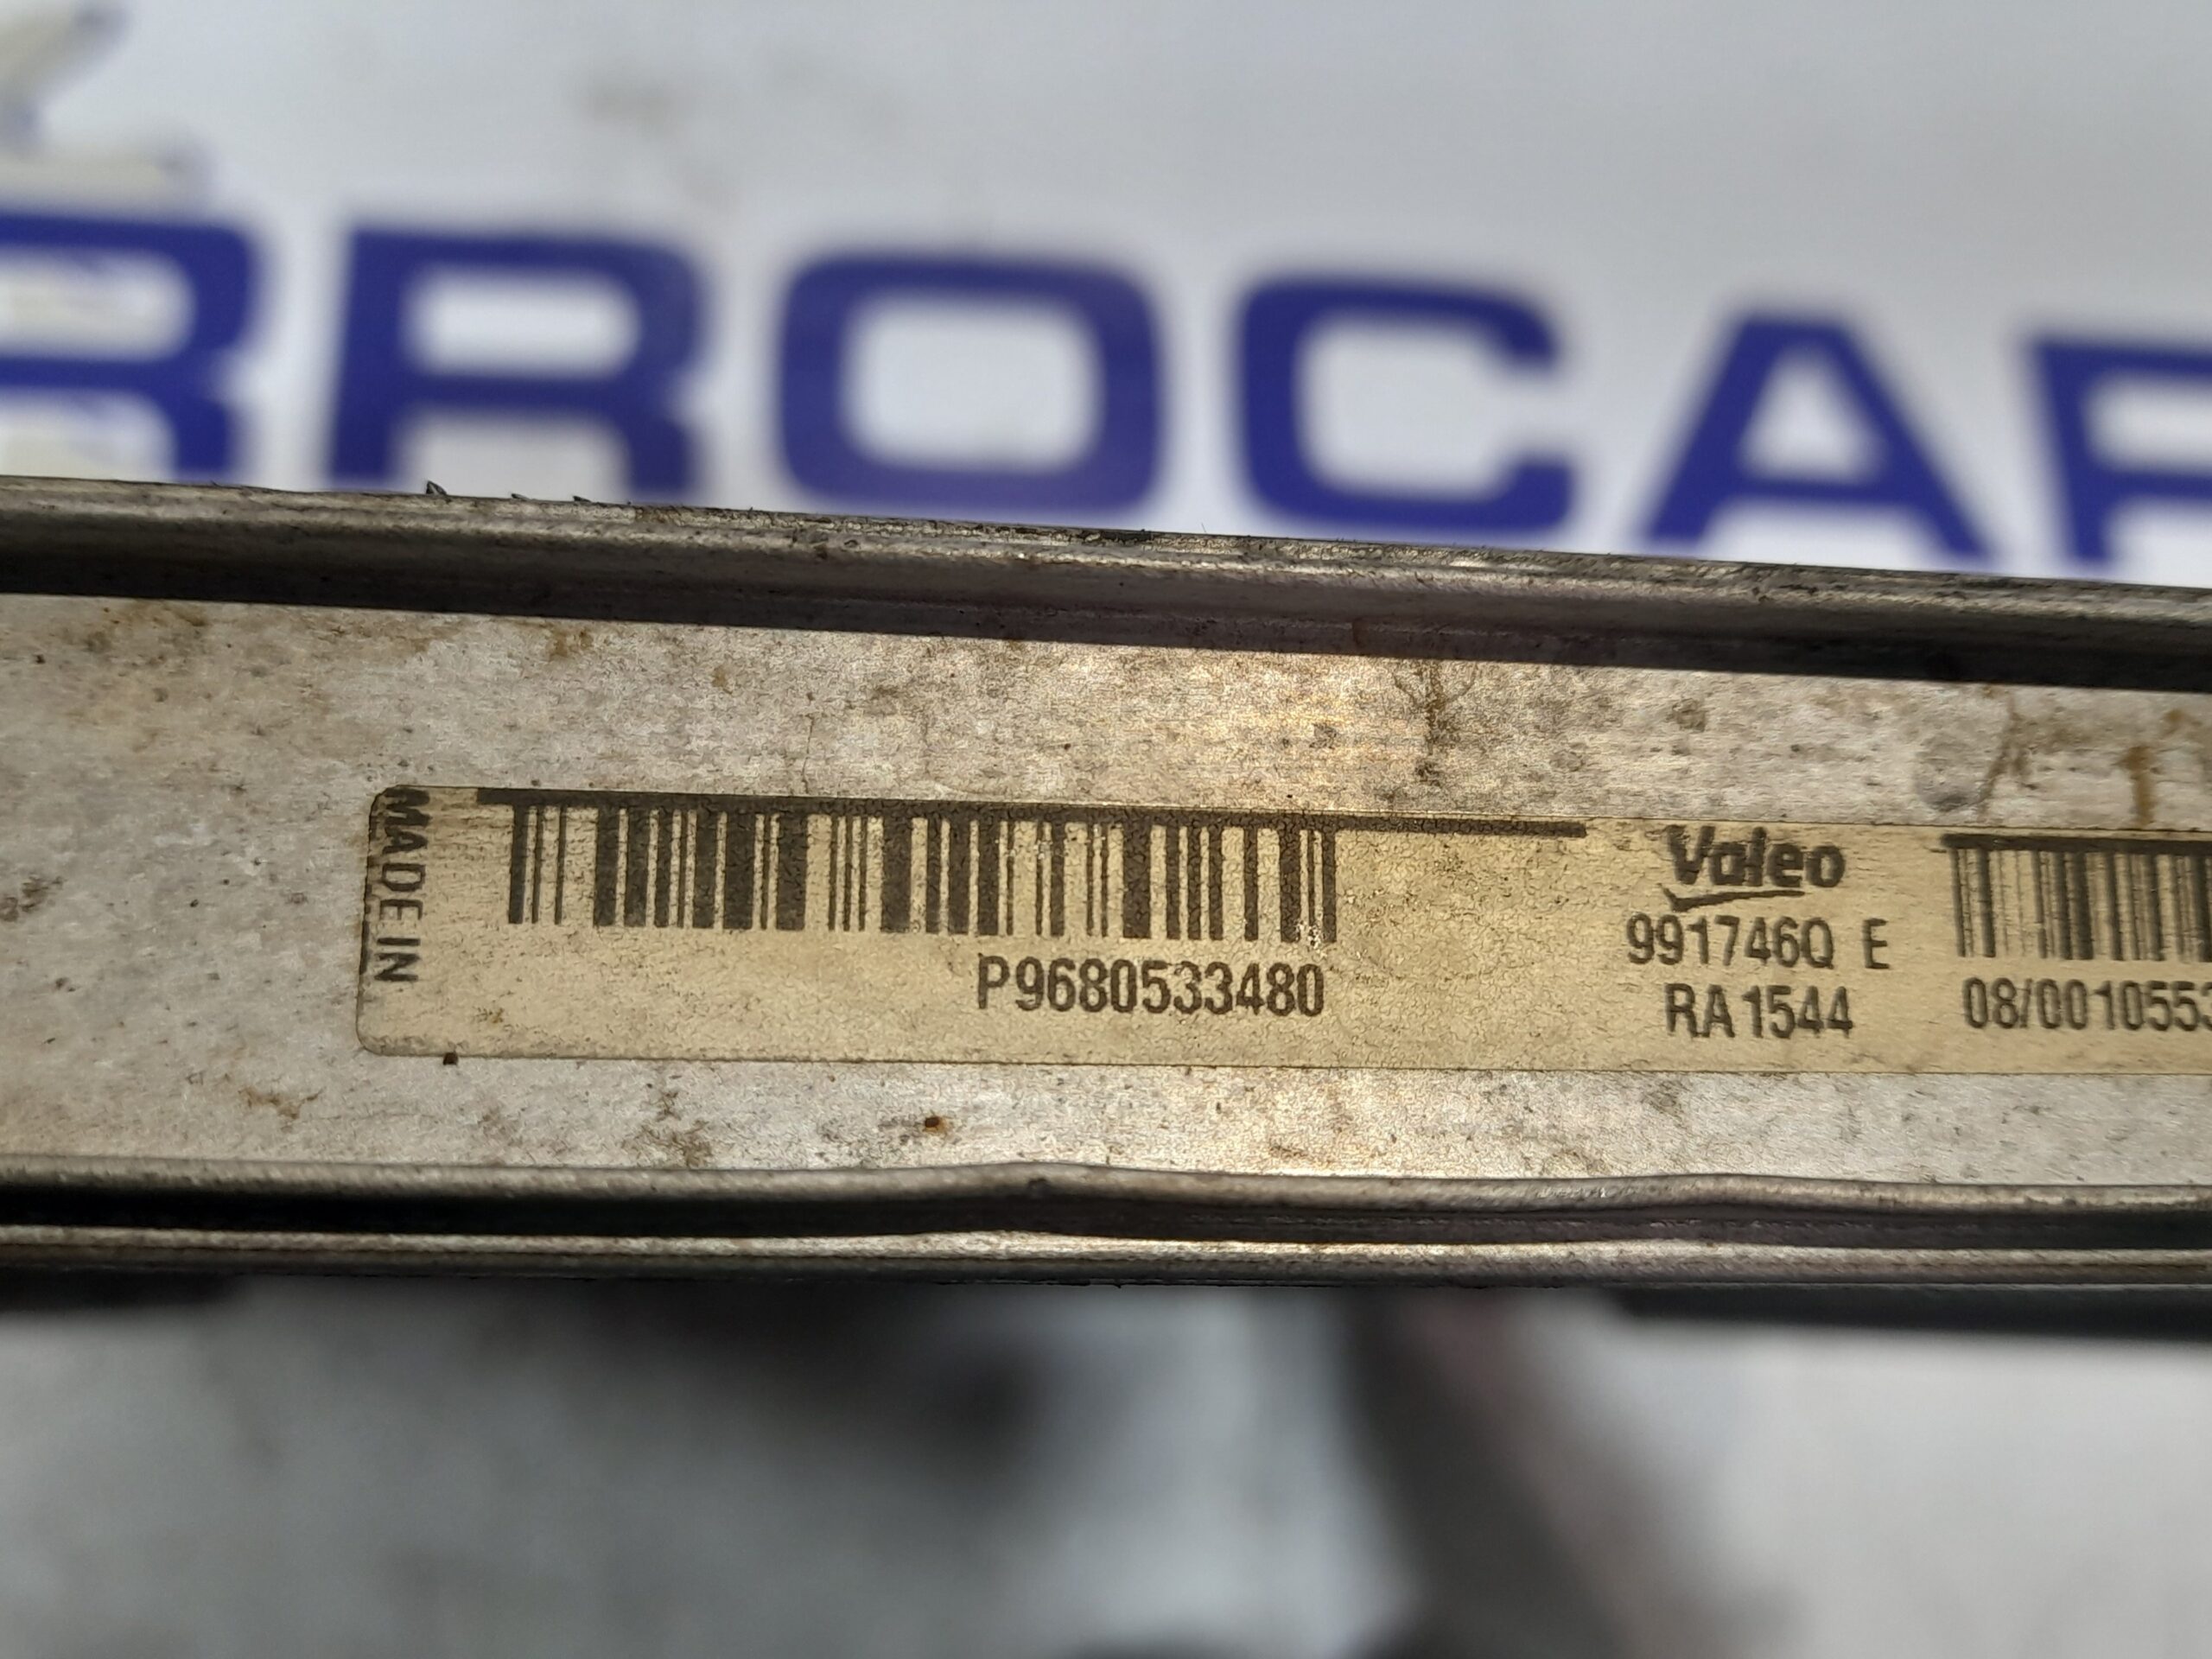 RROCAR
MADE IN
P9680533480
Valeo
991746Q E
RA1544
08/0010553